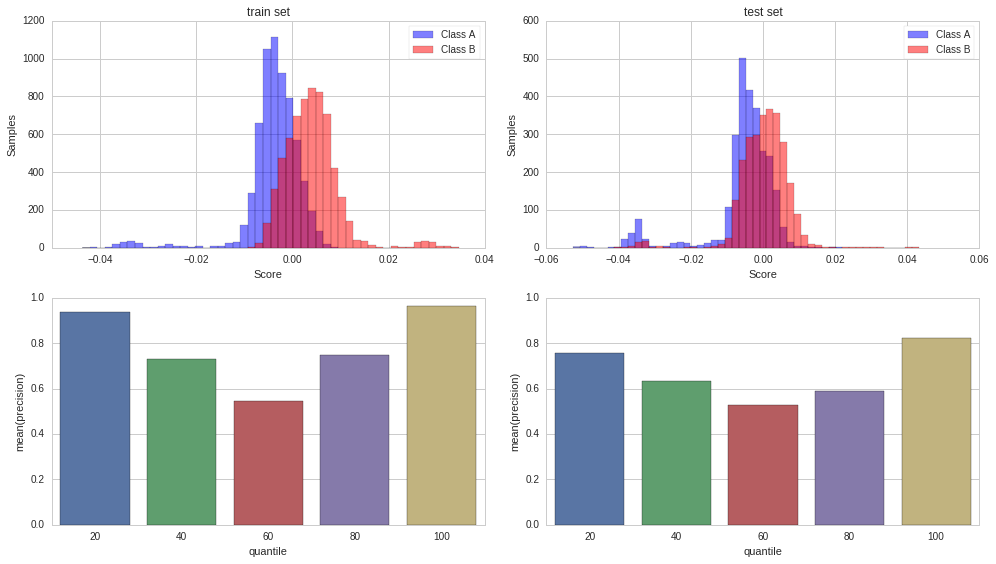 train set
1200
1000
800
600
400
200
0
Samples
Class A
Class B
−0.04 −0.02 0.00 0.02 0.04
Score
test set
600
500
400
300
200
100
0
Samples
Class A
Class B
−0.06 −0.04 −0.02 0.00 0.02 0.04 0.06
Score
1.0
0.8
0.6
0.4
0.2
0.0
mean(precision)
20 40 60 80 100
quantile
1.0
0.8
0.6
0.4
0.2
0.0
mean(precision)
20 40 60 80 100
quantile